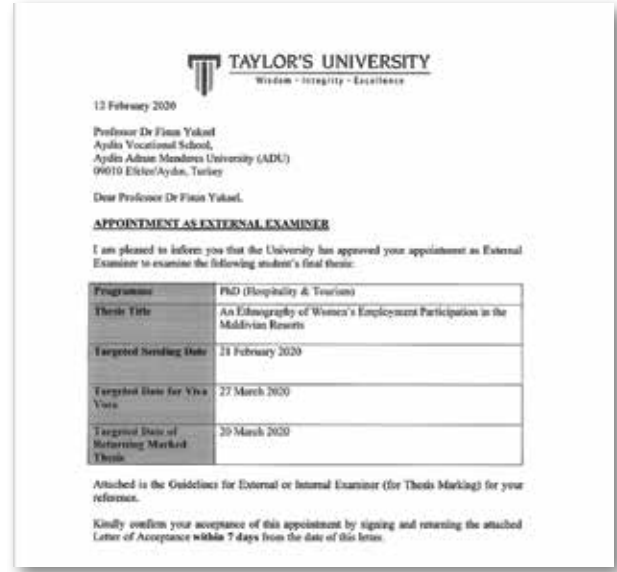 TAYLOR'S UNIVERSITY
Wisdom · Integrity · Excellence
12 February 2020
Professor Dr Fisun Yuksel
Aydin Vocational School,
Aydin Adnan Menderes University (ADU)
09010 Efeler/Aydın, Turkey
Dear Professor Dr Fisun Yuksel,
APPOINTMENT AS EXTERNAL EXAMINER
I am pleased to inform you that the University has approved your appointment as External
Examiner to examine the following student's final thesis:
Programme PhD (Hospitality & Tourism)
Thesis Title An Ethnography of Women's Employment Participation in the
Maldivian Resorts
Targeted Sending Date 21 February 2020
Targeted Date for Viva 27 March 2020
Voce
Targeted Date of 20 March 2020
Returning Marked
Thesis
Attached is the Guidelines for External or Internal Examiner (for Thesis Marking) for your
reference.
Kindly confirm your acceptance of this appointment by signing and returning the attached
Letter of Acceptance within 7 days from the date of this letter.